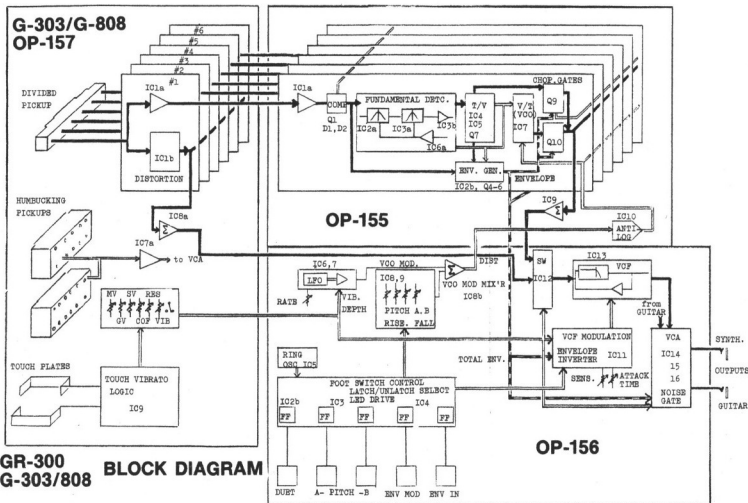 G-303/G-808
OP-157
#6
#5
#4
#3
#2
#1
IC1a
IC1b
DISTORTION
DIVIDED
PICKUP
HUMBUCKING
PICKUPS
IC8a
Σ
IC7a
to VCA
MV SV RES
GV COF VIB
TOUCH PLATES
TOUCH VIBRATO
LOGIC
IC9
GR-300
G-303/808
BLOCK DIAGRAM
IC1a
COMP
Q1
D1,D2
FUNDAMENTAL DETC.
IC2a
IC3a
IC3b
IC6a
T/V
IC4
IC5
Q7
V/T
(VCO)
IC7
CHOP.GATES
Q9
Q10
ENV. GEN.
IC2b, Q4-6
ENVELOPE
OP-155
IC9
Σ
IC10
ANTI
LOG
IC6,7
LFO
VIB.
DEPTH
RATE
VCO MOD.
IC8,9
PITCH A,B
RISE. FALL
Σ
DIBT
VCO MOD MIX'R
IC8b
SW
IC12
IC13
VCF
from
GUITAR
VCF MODULATION
ENVELOPE
INVERTER
IC11
TOTAL ENV.
SENS.
ATTACK
TIMB
VCA
IC14
15
16
NOISE
GATE
SYNTH.
OUTPUTS
GUITAR
RING
OSC IC5
FOOT SWITCH CONTROL
LATCH/UNLATCH SELECT
LED DRIVE
IC2b IC3 IC4
FF FF FF FF FF
DUBT A- PITCH -B ENV MOD ENV IN
OP-156